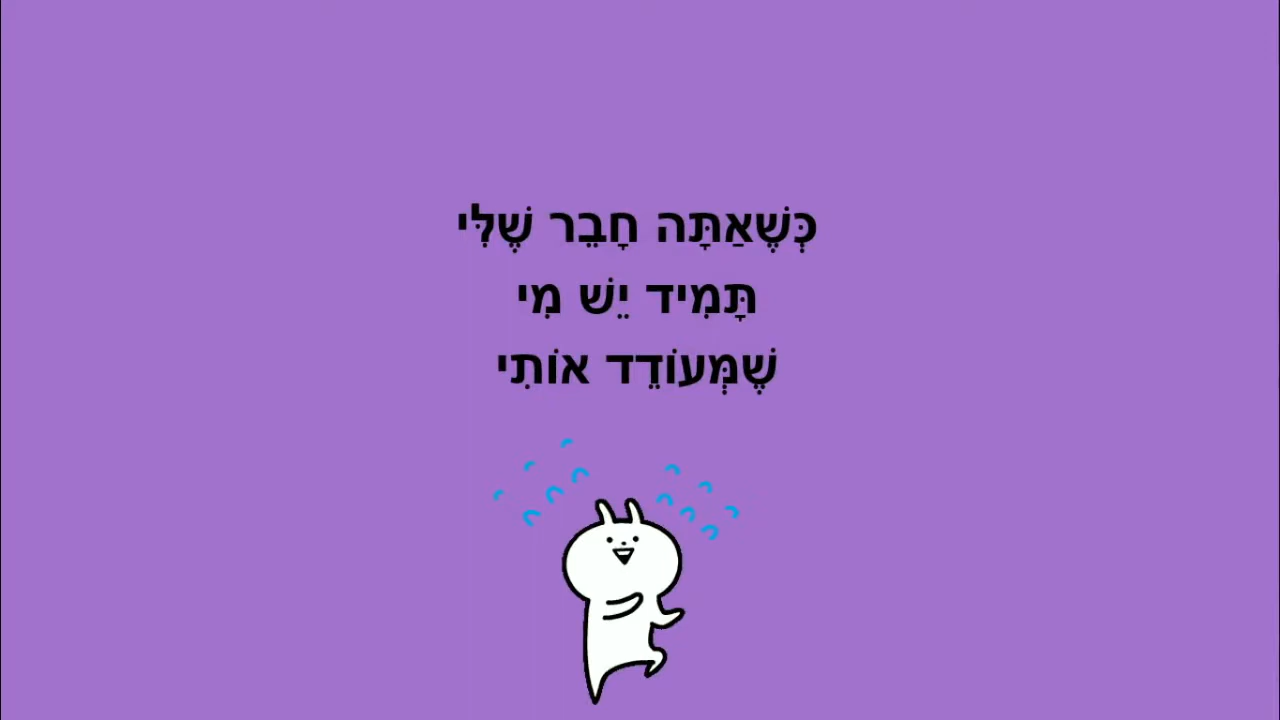 כְּשֶׁאַתָּה חָבֵר שֶׁלִּי
תָּמִיד יֵשׁ מִי
שֶׁמְּעוֹדֵד אוֹתִי